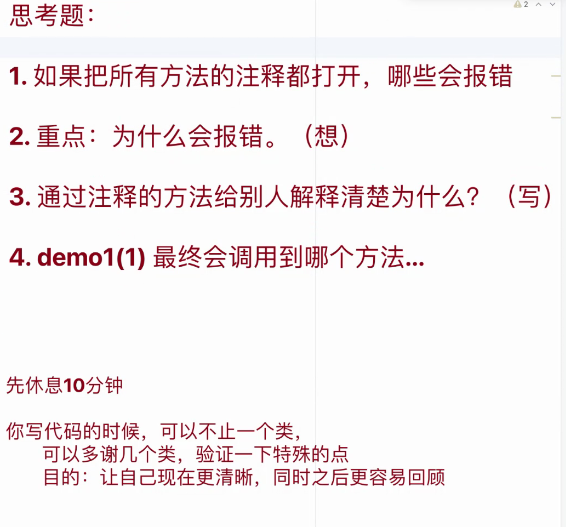 思考题：
2
1. 如果把所有方法的注释都打开，哪些会报错
2. 重点：为什么会报错。（想）
3. 通过注释的方法给别人解释清楚为什么？（写）
4. demo1(1) 最终会调用到哪个方法...
先休息10分钟
你写代码的时候，可以不止一个类，
可以多谢几个类，验证一下特殊的点
目的：让自己现在更清晰，同时之后更容易回顾